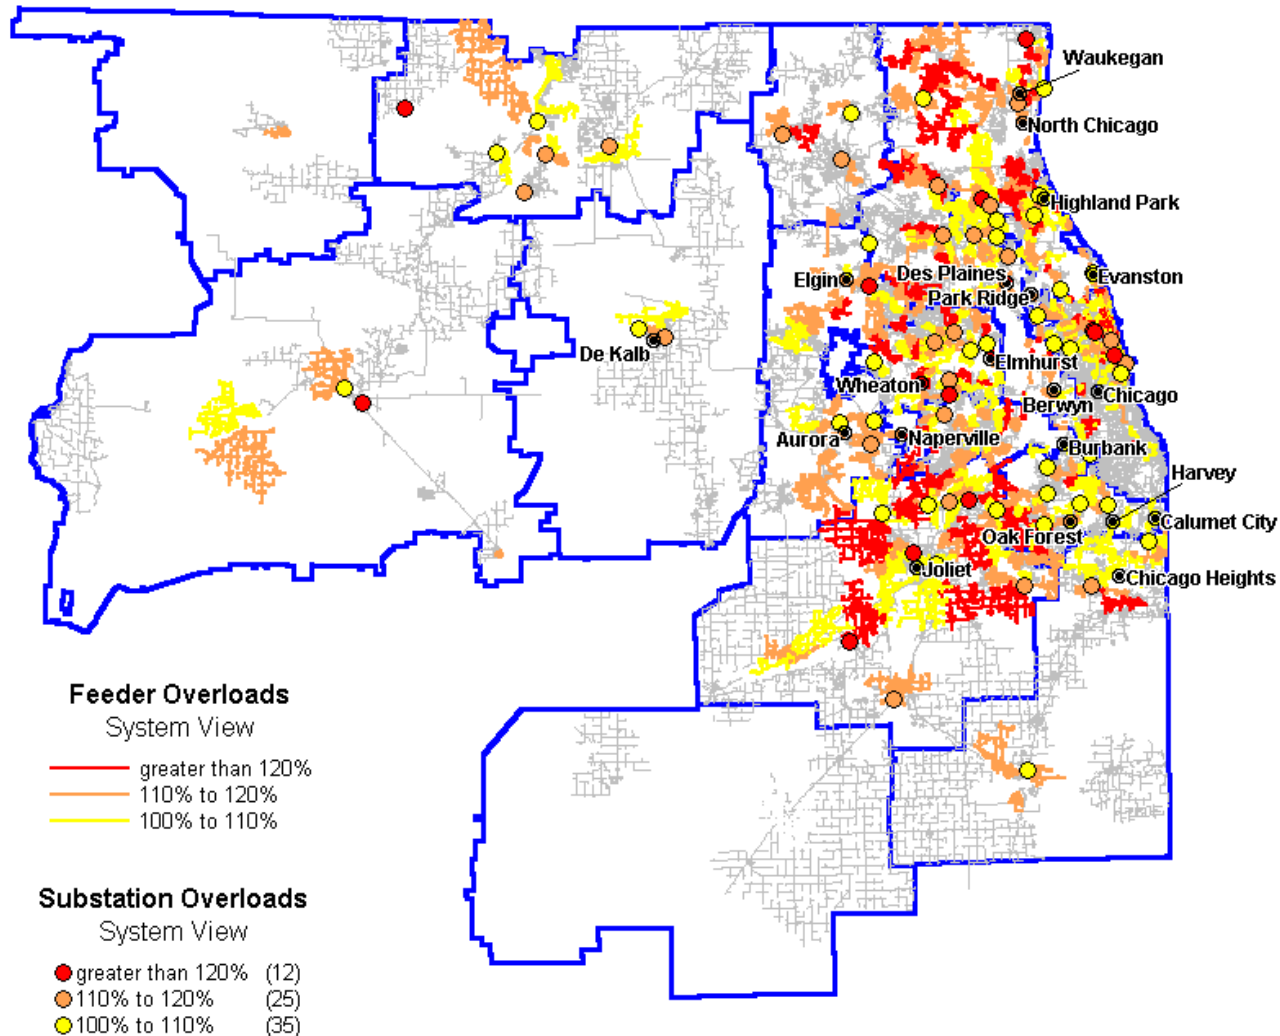 Waukegan
North Chicago
Highland Park
Elgin
Des Plaines
Evanston
Park Ridge
De Kalb
Elmhurst
Wheaton
Berwyn
Chicago
Aurora
Naperville
Burbank
Harvey
Calumet City
Oak Forest
Joliet
Chicago Heights
Feeder Overloads
System View
greater than 120%
110% to 120%
100% to 110%
Substation Overloads
System View
greater than 120% (12)
110% to 120% (25)
100% to 110% (35)